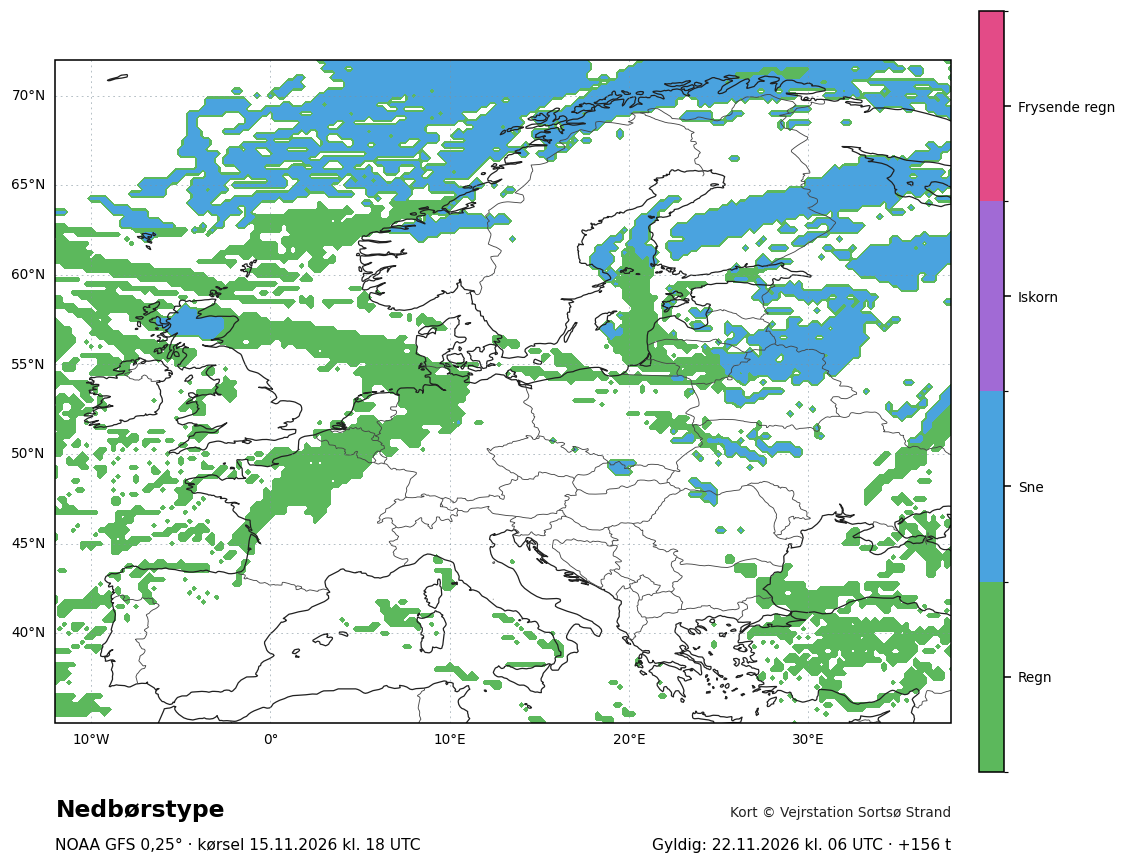 70°N
65°N
60°N
55°N
50°N
45°N
40°N
10°W
0°
10°E
20°E
30°E
Frysende regn
Iskorn
Sne
Regn
Nedbørstype
Kort © Vejrstation Sortsø Strand
NOAA GFS 0,25° · kørsel 15.11.2026 kl. 18 UTC
Gyldig: 22.11.2026 kl. 06 UTC · +156 t